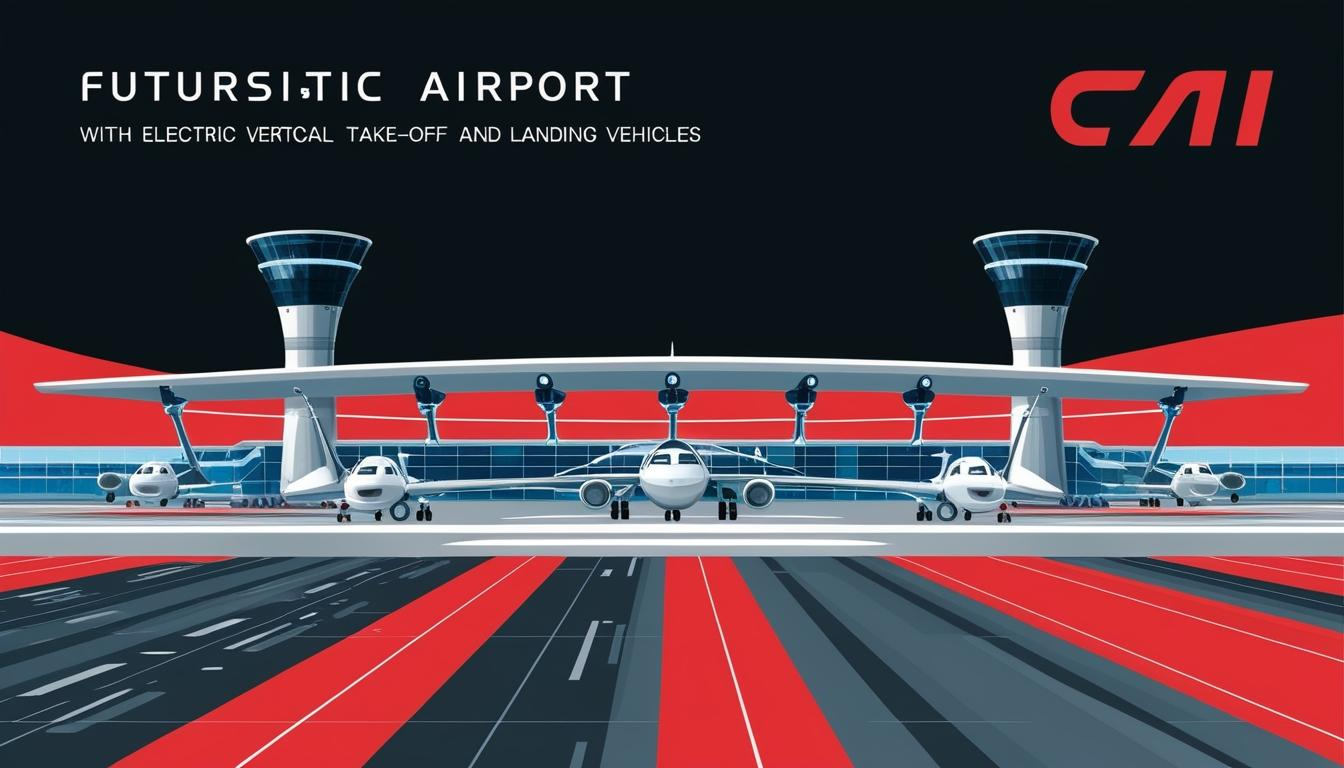 FUTURSI,TIC AIRPORT
CAI
WITH ELECTRIC VERTCAL TAKE–OFF AND LANDING VEHICLES